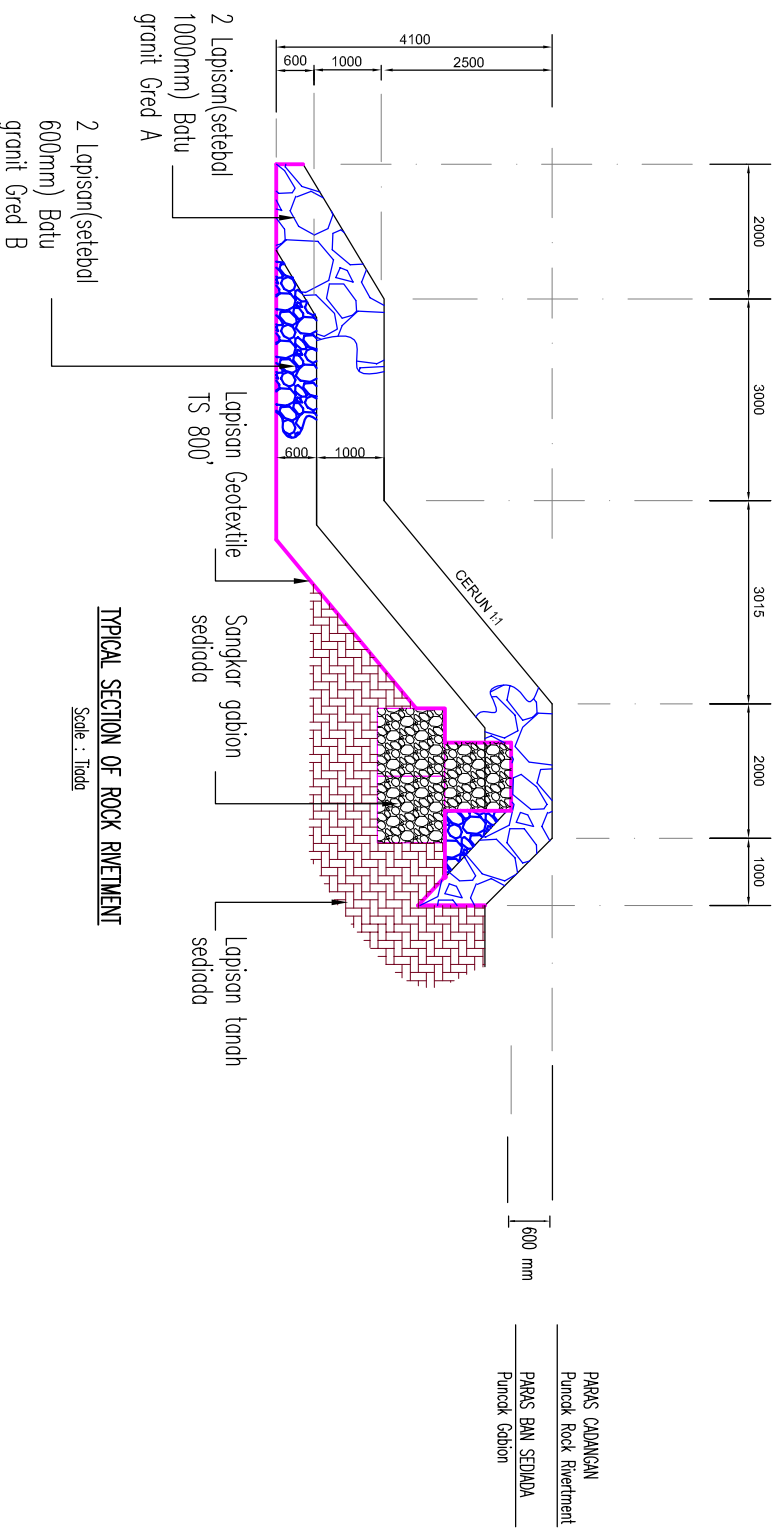 2000
3000
3015
2000
1000
4100
600
1000
2500
600
1000
CERUN 1:1
600 mm
PARAS CADANGAN
Puncak Rock Rivertment
PARAS BAN SEDIADA
Puncak Gabion
2 Lapisan(setebal
1000mm) Batu
granit Gred A
2 Lapisan(setebal
600mm) Batu
granit Gred B
Lapisan Geotextile
TS 800'
Sangkar gabion
sediada
Lapisan tanah
sediada
TYPICAL SECTION OF ROCK RIVETMENT
Scale : Tiada